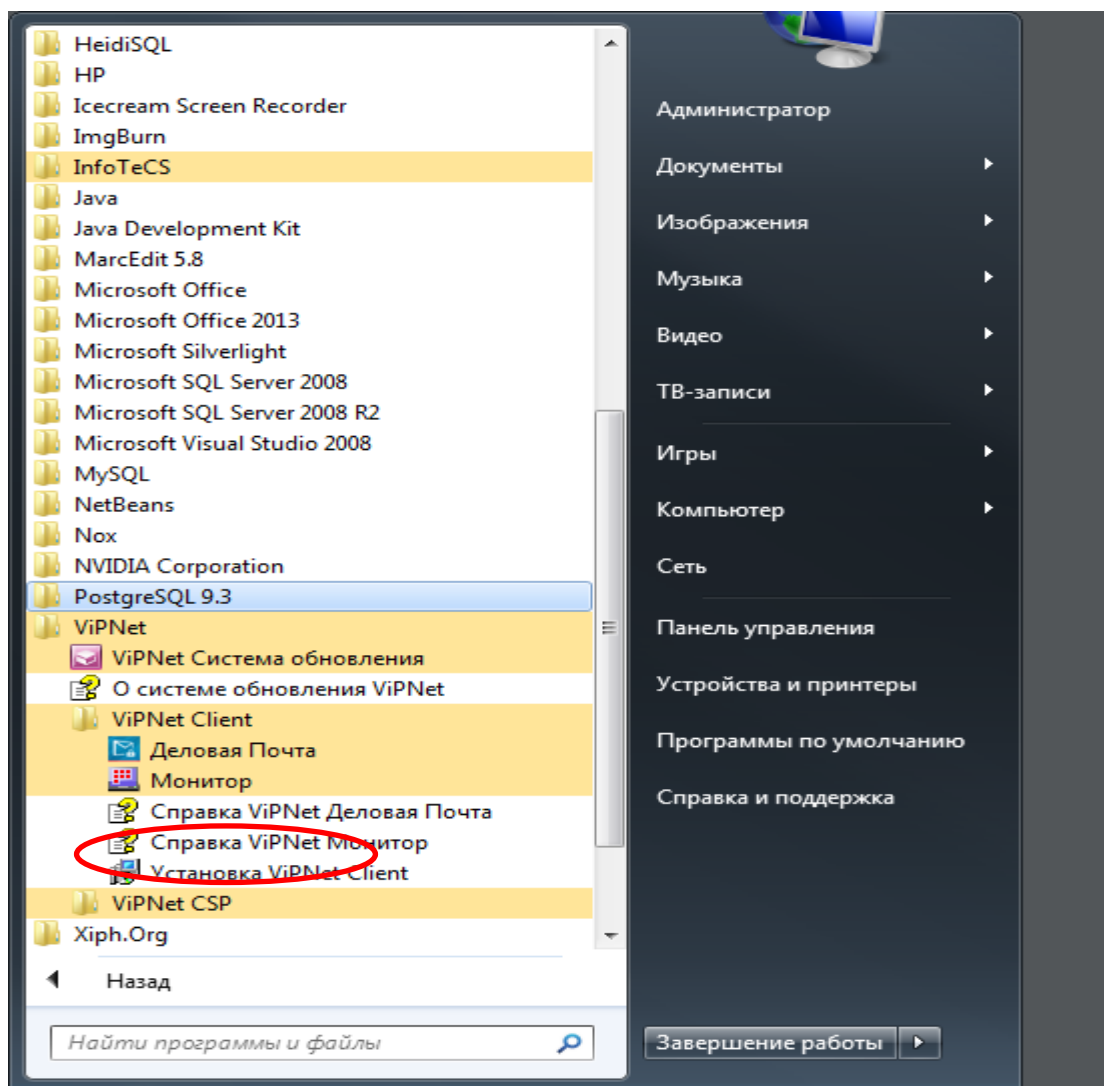 HeidiSQL
HP
Icecream Screen Recorder
ImgBurn
InfoTeCS
Java
Java Development Kit
MarcEdit 5.8
Microsoft Office
Microsoft Office 2013
Microsoft Silverlight
Microsoft SQL Server 2008
Microsoft SQL Server 2008 R2
Microsoft Visual Studio 2008
MySQL
NetBeans
Nox
NVIDIA Corporation
PostgreSQL 9.3
ViPNet
ViPNet Система обновления
О системе обновления ViPNet
ViPNet Client
Деловая Почта
Монитор
Справка ViPNet Деловая Почта
Справка ViPNet Монитор
Установка ViPNet Client
ViPNet CSP
Xiph.Org
Назад
Найти программы и файлы
Администратор
Документы
Изображения
Музыка
Видео
ТВ-записи
Игры
Компьютер
Сеть
Панель управления
Устройства и принтеры
Программы по умолчанию
Справка и поддержка
Завершение работы